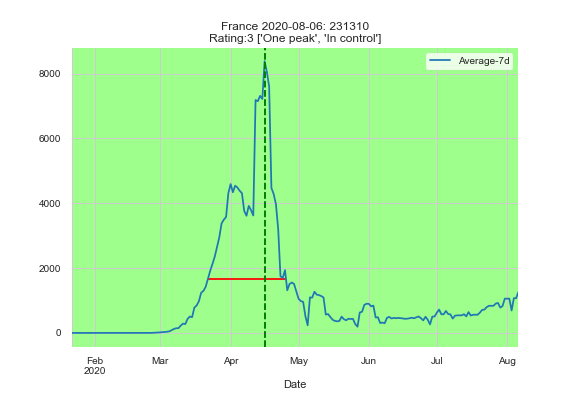 France 2020-08-06: 231310
Rating:3 ['One peak', 'In control']
Average-7d
8000
6000
4000
2000
0
Feb Mar Apr May Jun Jul Aug
2020
Date